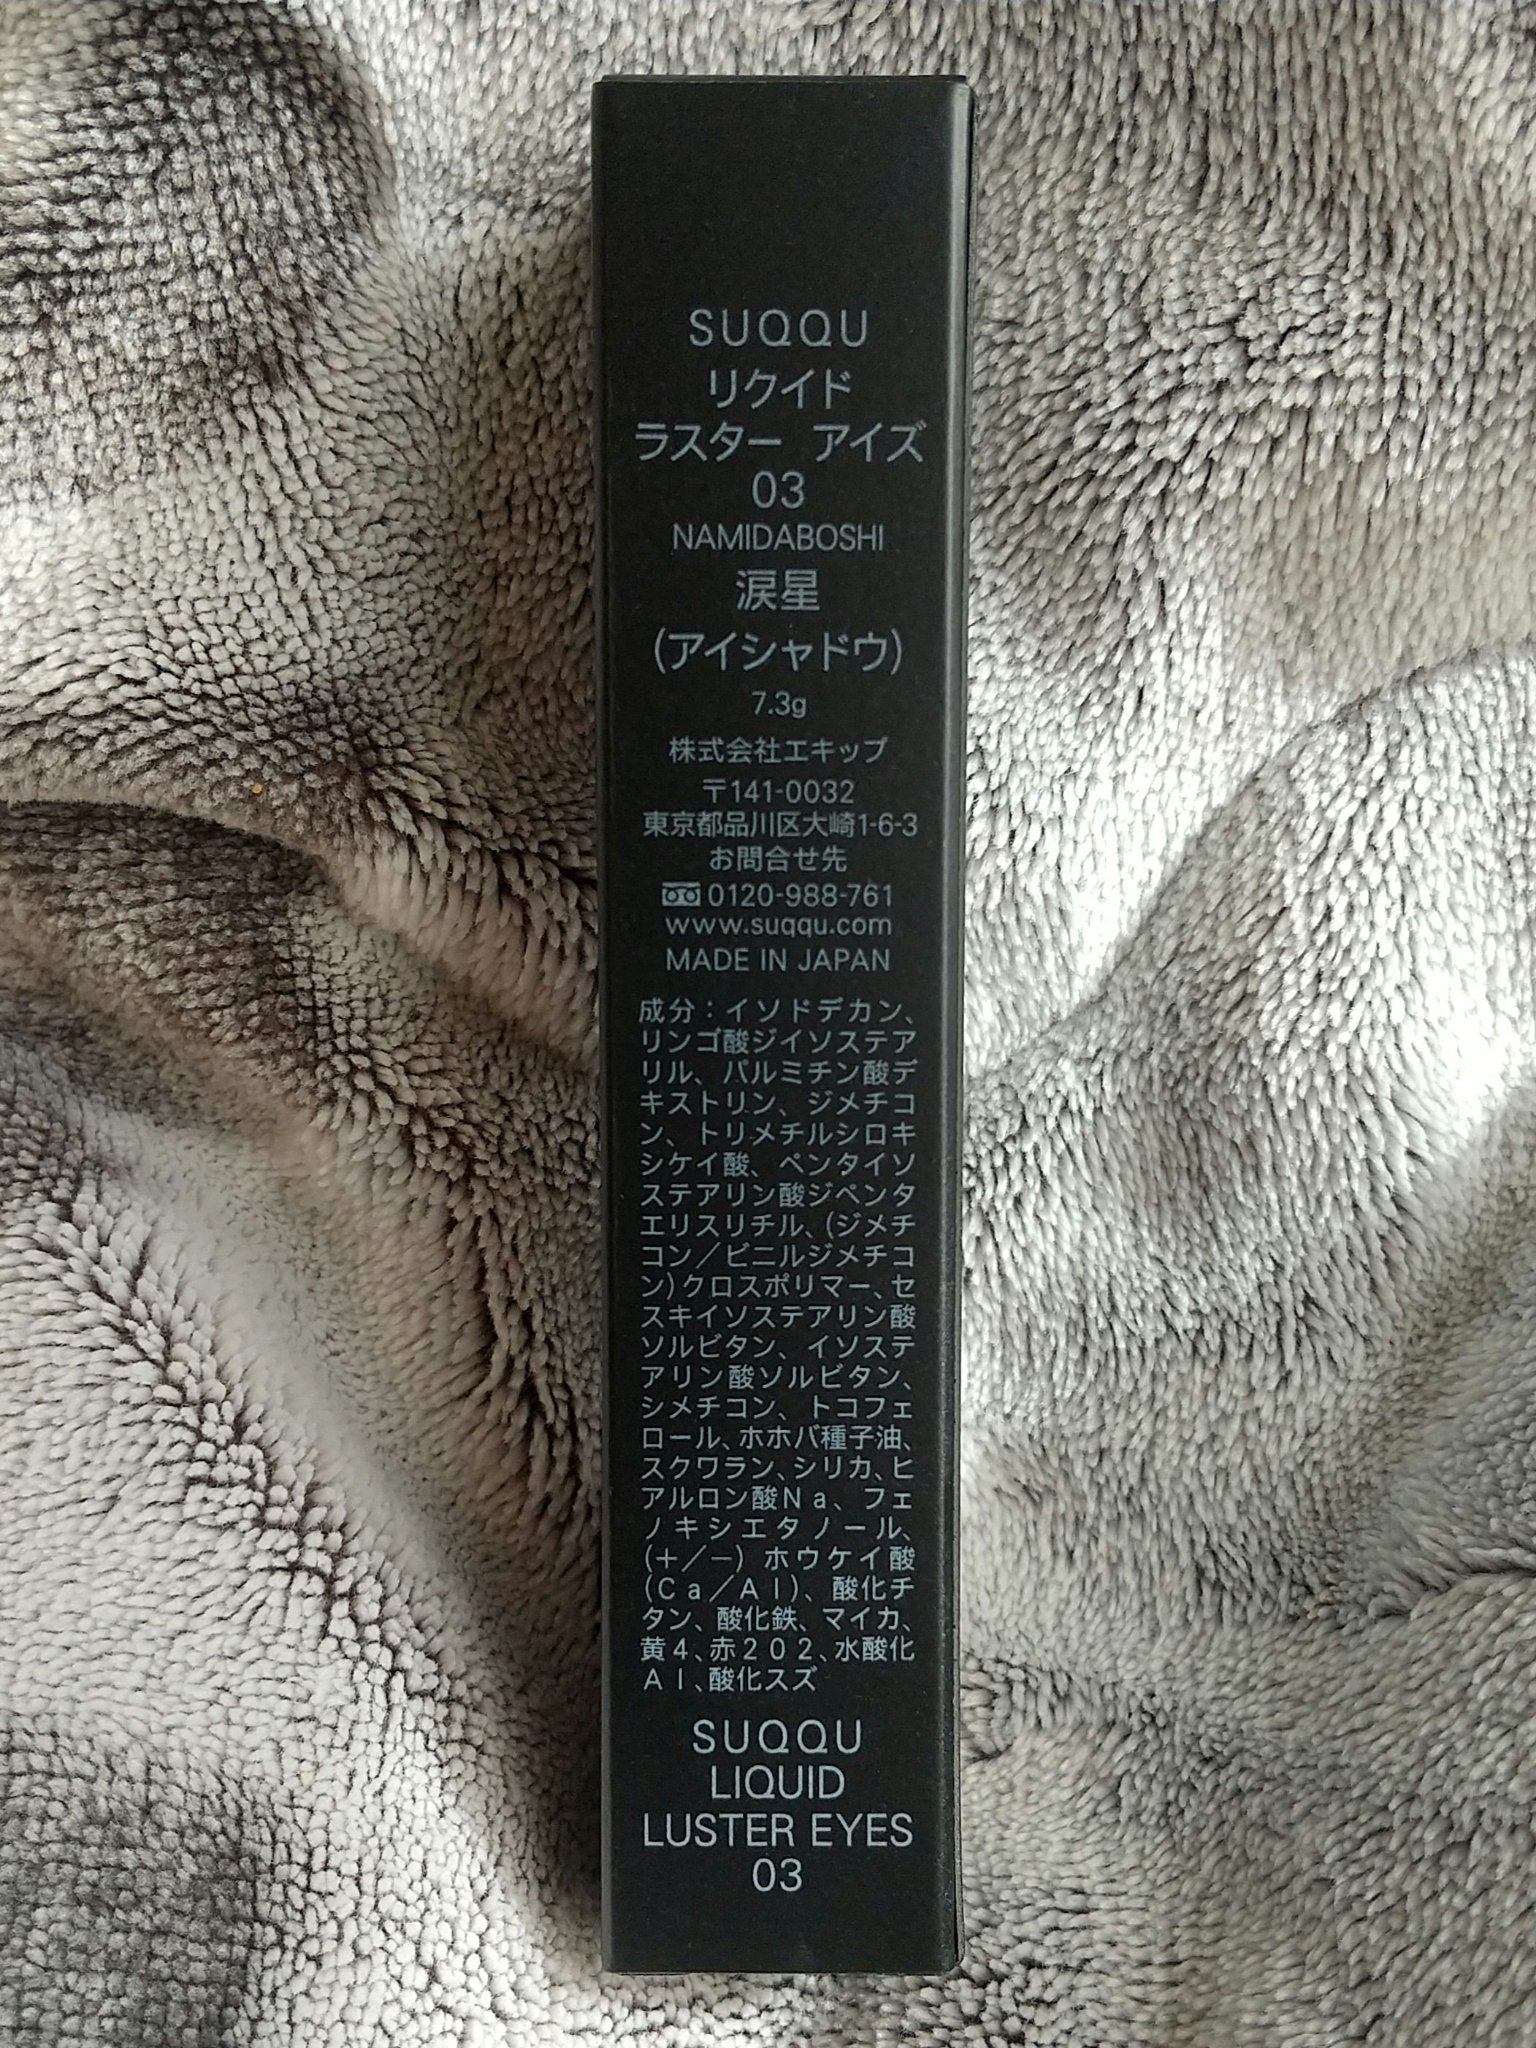 SUQQU
リクイド
ラスター アイズ
03
NAMIDABOSHI
涙星
(アイシャドウ)
7.3g
株式会社エキップ
〒141-0032
東京都品川区大崎1-6-3
お問合せ先
0120-988-761
www.suqqu.com
MADE IN JAPAN
成分：イソドデカン、
リンゴ酸ジイソステア
リル、パルミチン酸デ
キストリン、ジメチコ
ン、トリメチルシロキ
シケイ酸、ペンタイソ
ステアリン酸ジペンタ
エリスリチル、(ジメチ
コン／ビニルジメチコ
ン)クロスポリマー、セ
スキイソステアリン酸
ソルビタン、イソステ
アリン酸ソルビタン、
シメチコン、トコフェ
ロール、ホホバ種子油、
スクワラン、シリカ、ヒ
アルロン酸Ｎａ、フェ
ノキシエタノール、
(＋／－)ホウケイ酸
(Ｃａ／Ａｌ)、酸化チ
タン、酸化鉄、マイカ、
黄４、赤２０２、水酸化
Ａｌ、酸化スズ
SUQQU
LIQUID
LUSTER EYES
03